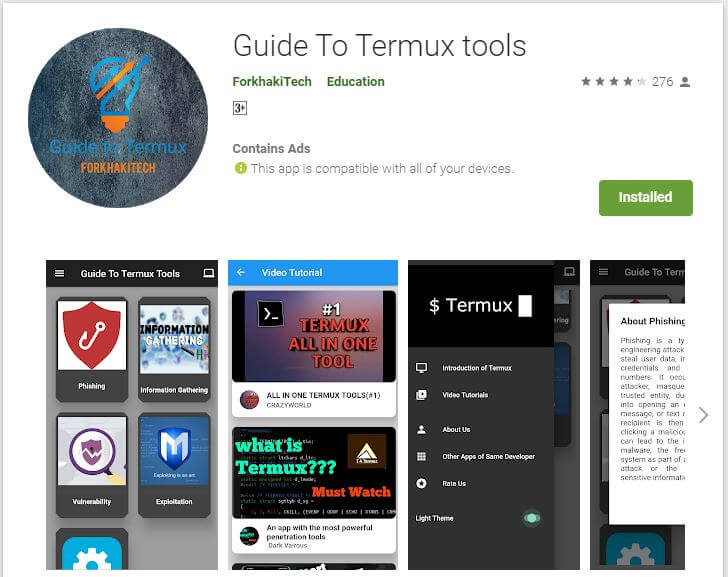 Guide To Termux tools
ForkhakiTech Education
276
3+
Contains Ads
This app is compatible with all of your devices.
Installed
Guide to Termux
FORKHAKITECH
Guide To Termux Tools
Phishing
INFORMATION
GATHERING
Information Gathering
Vulnerability
Exploiting is an art
Exploitation
Video Tutorial
#1
TERMUX
ALL IN ONE
TOOL
ALL IN ONE TERMUX TOOLS(#1)
CRAZYWORLD
what is
Termux???
Must Watch
An app with the most powerful
penetration tools
Dark Vairous
$ Termux
Introduction of Termux
Video Tutorials
About Us
Other Apps of Same Developer
Rate Us
Light Theme
Guide To Term
About Phishing
Phishing is a ty
engineering attack
steal user data, in
credentials, and
numbers. It occu
attacker, masque
trusted entity, du
into opening an e
message, or text
recipient is then
clicking a maliciou
can lead to the i
malware, the free
system as part of a
attack or the
sensitive informati